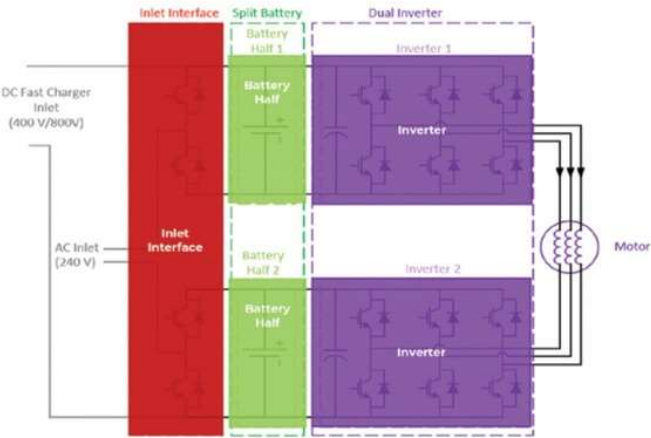 Inlet Interface
Split Battery
Dual Inverter
Battery
Half 1
Inverter 1
DC Fast Charger
Inlet
(400 V/800V)
Battery
Half
Inverter
Inlet
Interface
AC Inlet
(240 V)
Motor
Battery
Half 2
Inverter 2
Battery
Half
Inverter